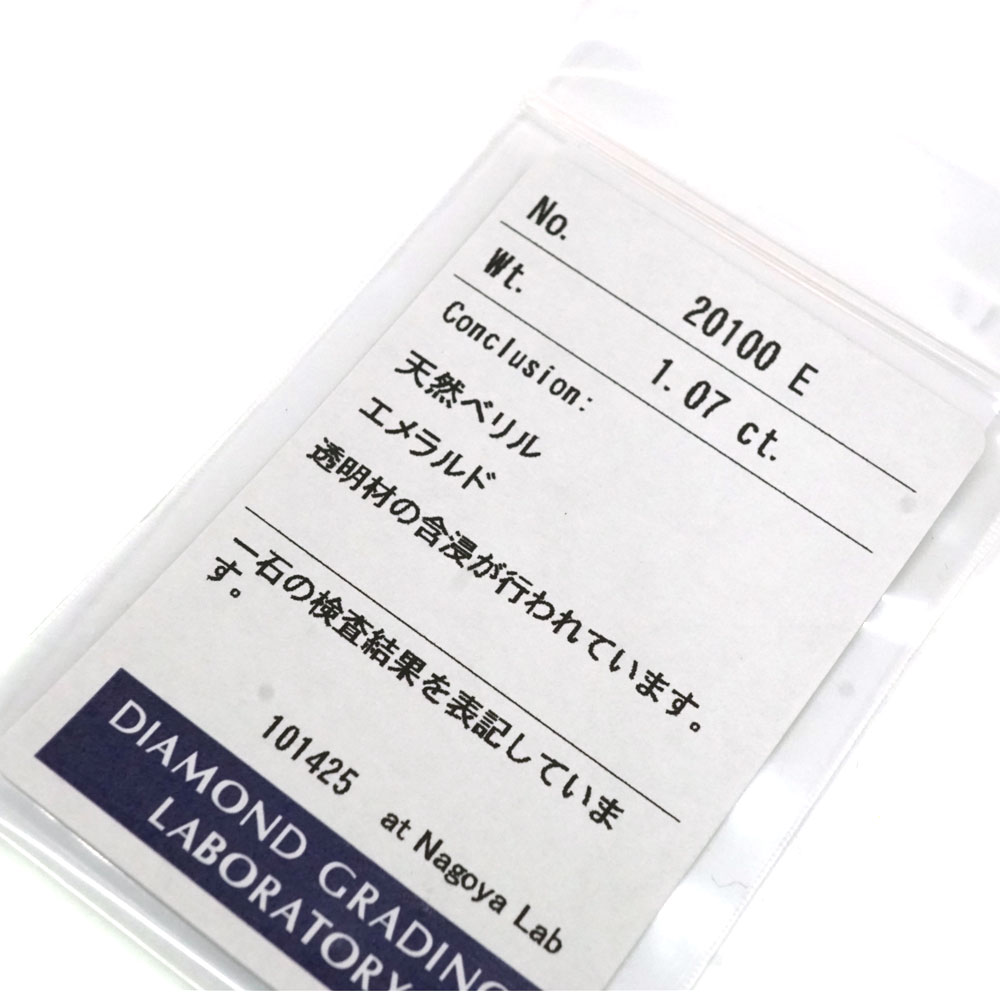 No. 20100 E
Wt. 1.07 ct.
Conclusion:
天然ベリル
エメラルド
透明材の含浸が行われています。
一石の検査結果を表記していま
す。
101425 at Nagoya Lab
DIAMOND GRADING
LABORATORY